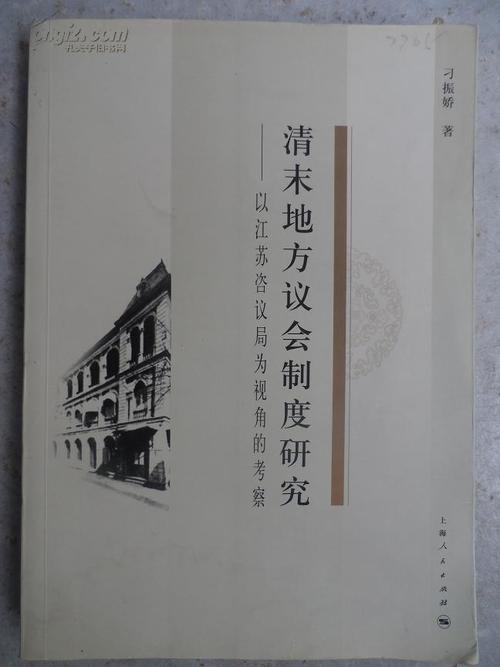 刁振娇 著
清末地方议会制度研究
——以江苏咨议局为视角的考察
上海人民出版社
孔夫子旧书网